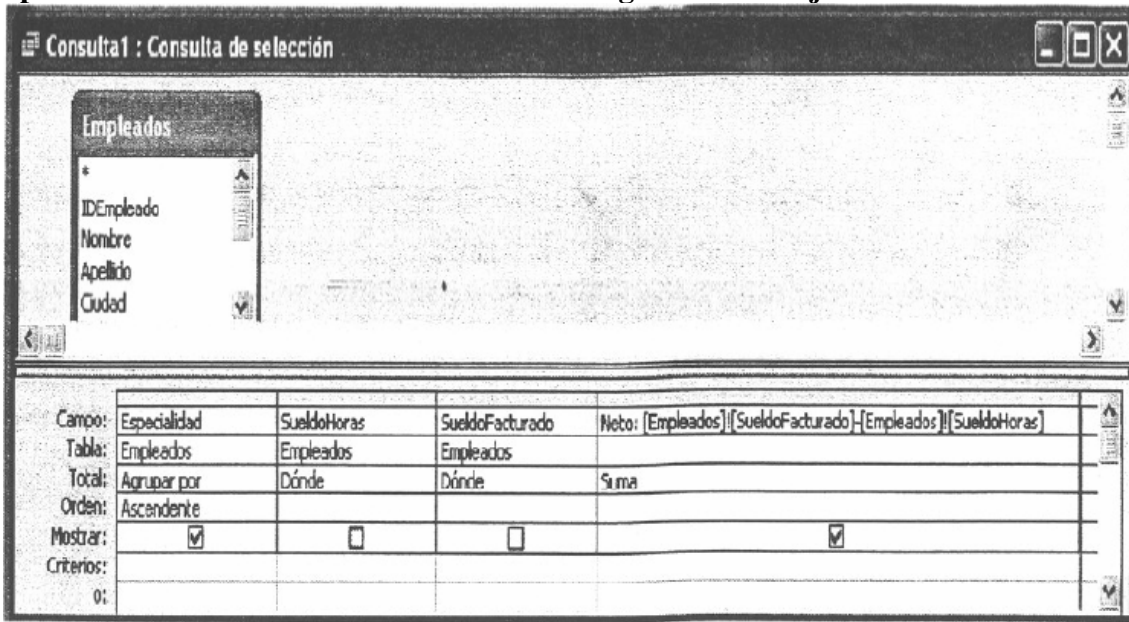 Consulta1 : Consulta de selección
Empleados
*
IDEmpleado
Nombre
Apellido
Ciudad
Campo: Especialidad SueldoHoras SueldoFacturado Neto: [Empleados]![SueldoFacturado]-[Empleados]![SueldoHoras]
Tabla: Empleados Empleados Empleados
Total: Agrupar por Dónde Dónde Suma
Orden: Ascendente
Mostrar:
Criterios:
o: